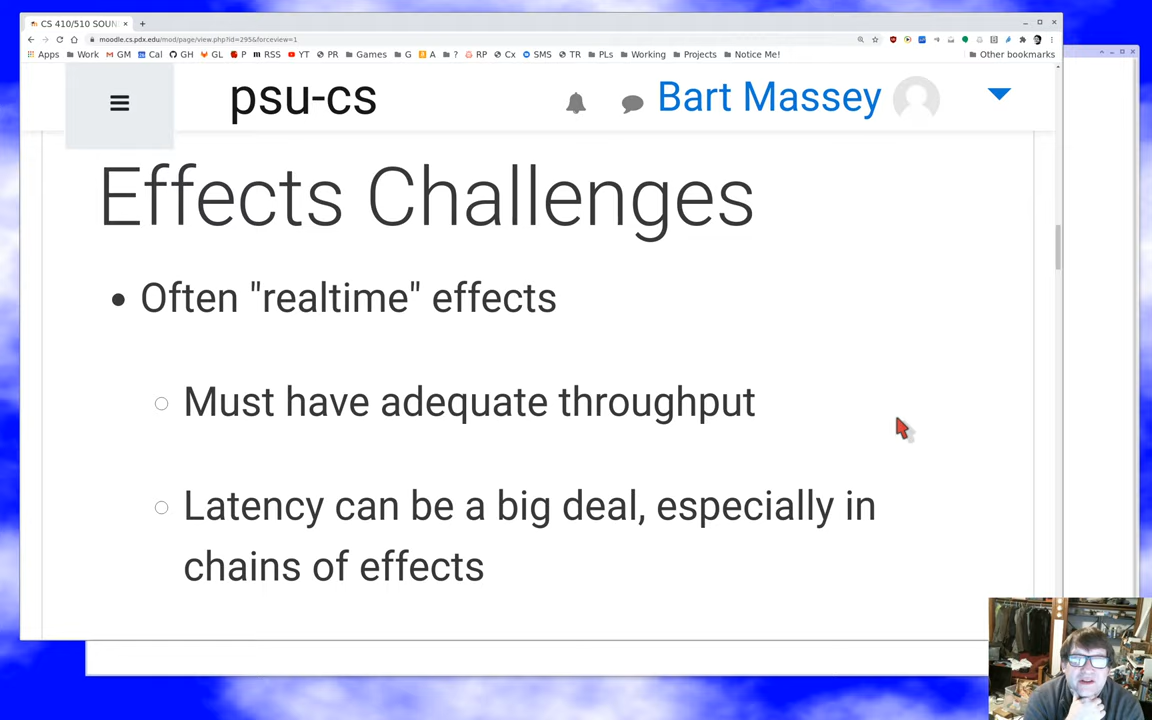 CS 410/510 SOUN
moodle.cs.pdx.edu/mod/page/view.php?id=295&forceview=1
Apps Work GM Cal GH GL P RSS YT PR Games G A ? RP Cx SMS TR PLs Working Projects Notice Me! Other bookmarks
psu-cs Bart Massey
Effects Challenges
Often "realtime" effects
Must have adequate throughput
Latency can be a big deal, especially in
chains of effects